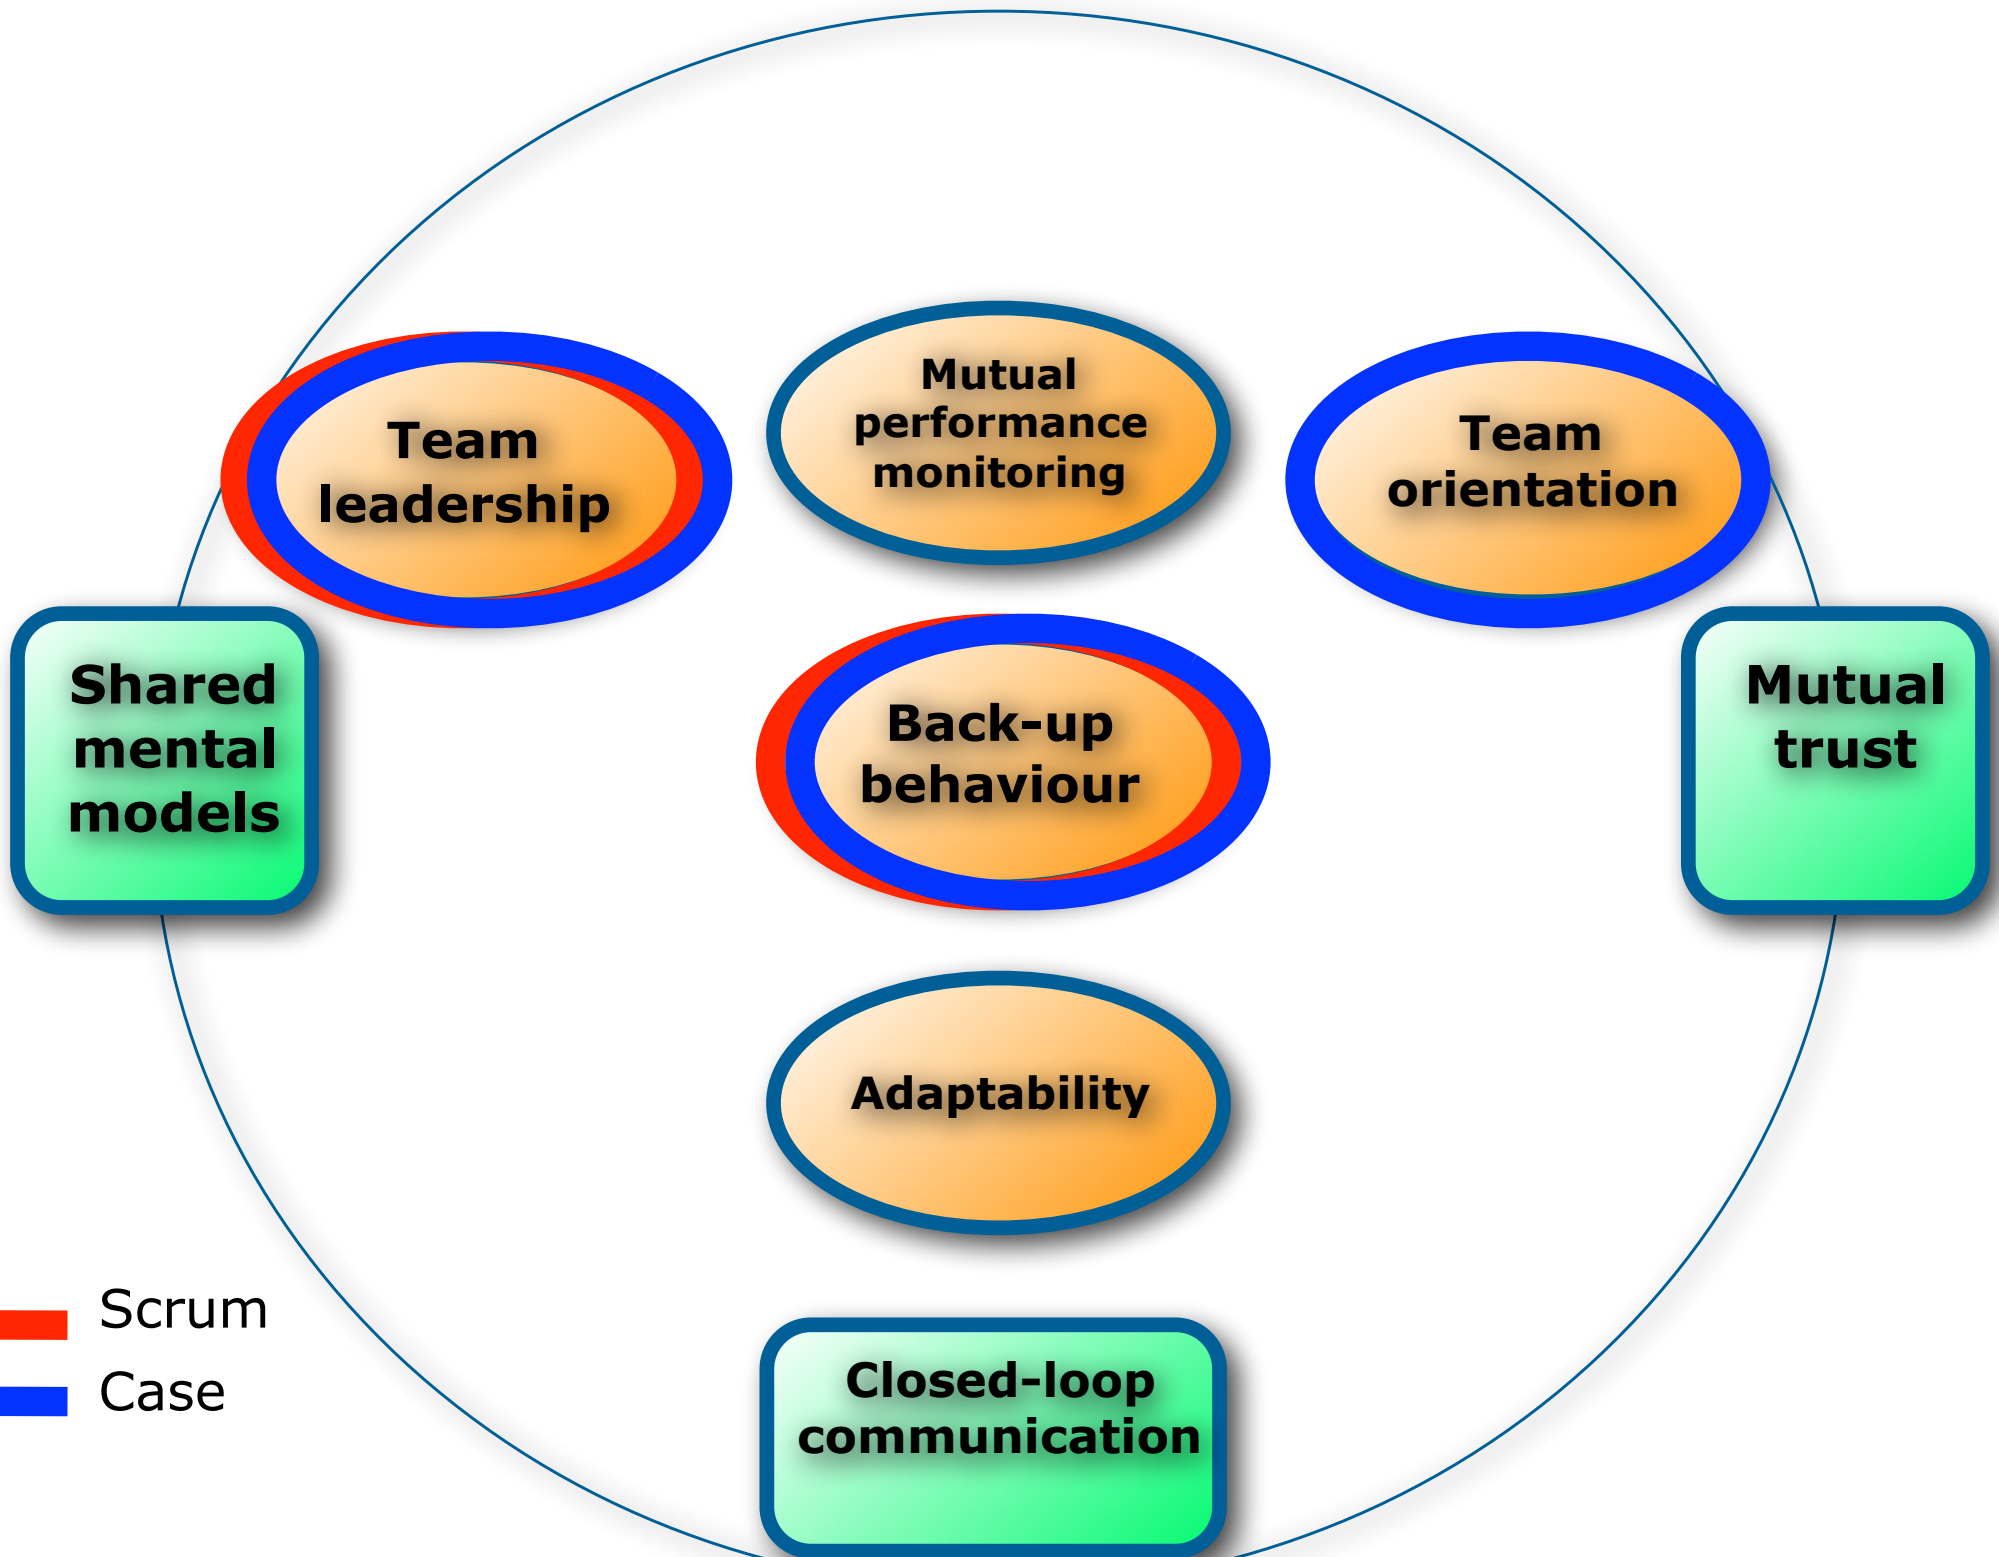 Team
leadership
Mutual
performance
monitoring
Team
orientation
Shared
mental
models
Back-up
behaviour
Mutual
trust
Adaptability
Scrum
Case
Closed-loop
communication